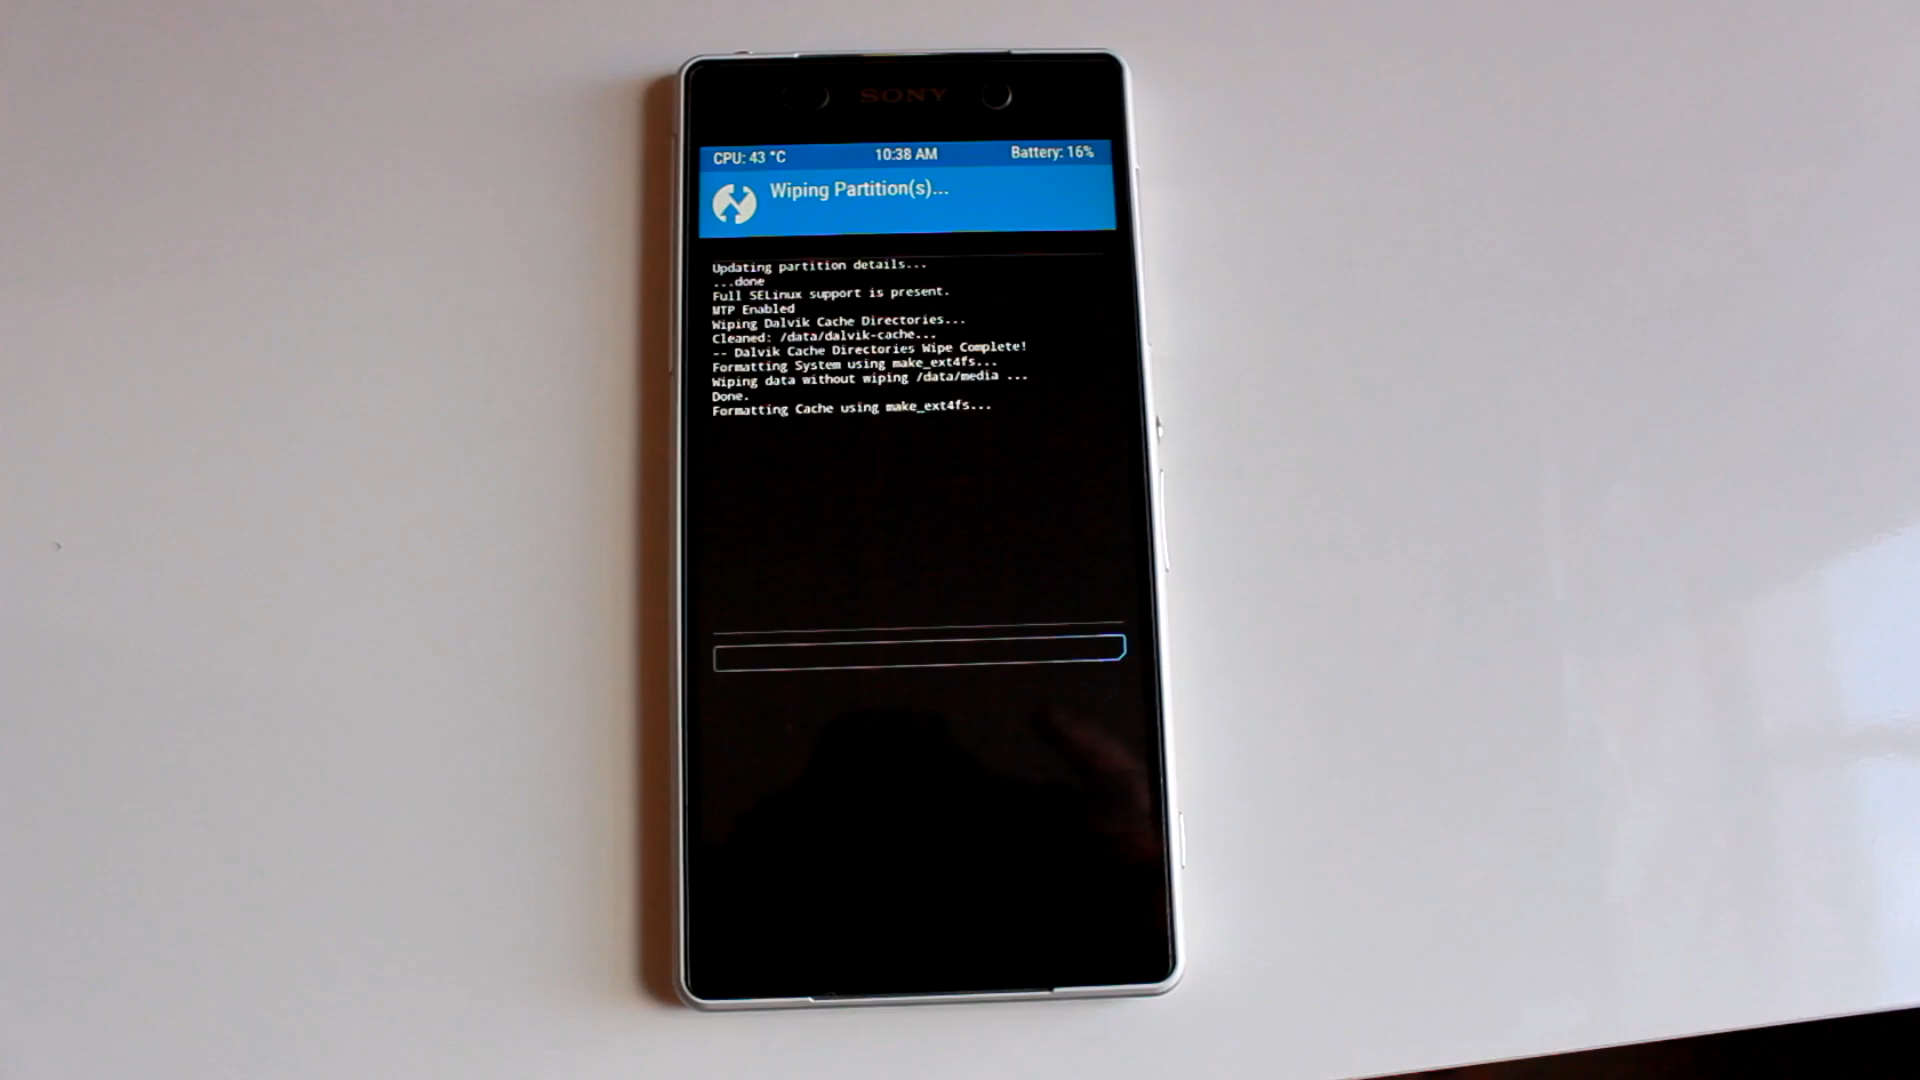 SONY
CPU: 43 °C 10:38 AM Battery: 16%
Wiping Partition(s)...
Updating partition details...
...done
Full SELinux support is present.
MTP Enabled
Wiping Dalvik Cache Directories...
Cleaned: /data/dalvik-cache...
-- Dalvik Cache Directories Wipe Complete!
Formatting System using make_ext4fs...
Wiping data without wiping /data/media ...
Done.
Formatting Cache using make_ext4fs...